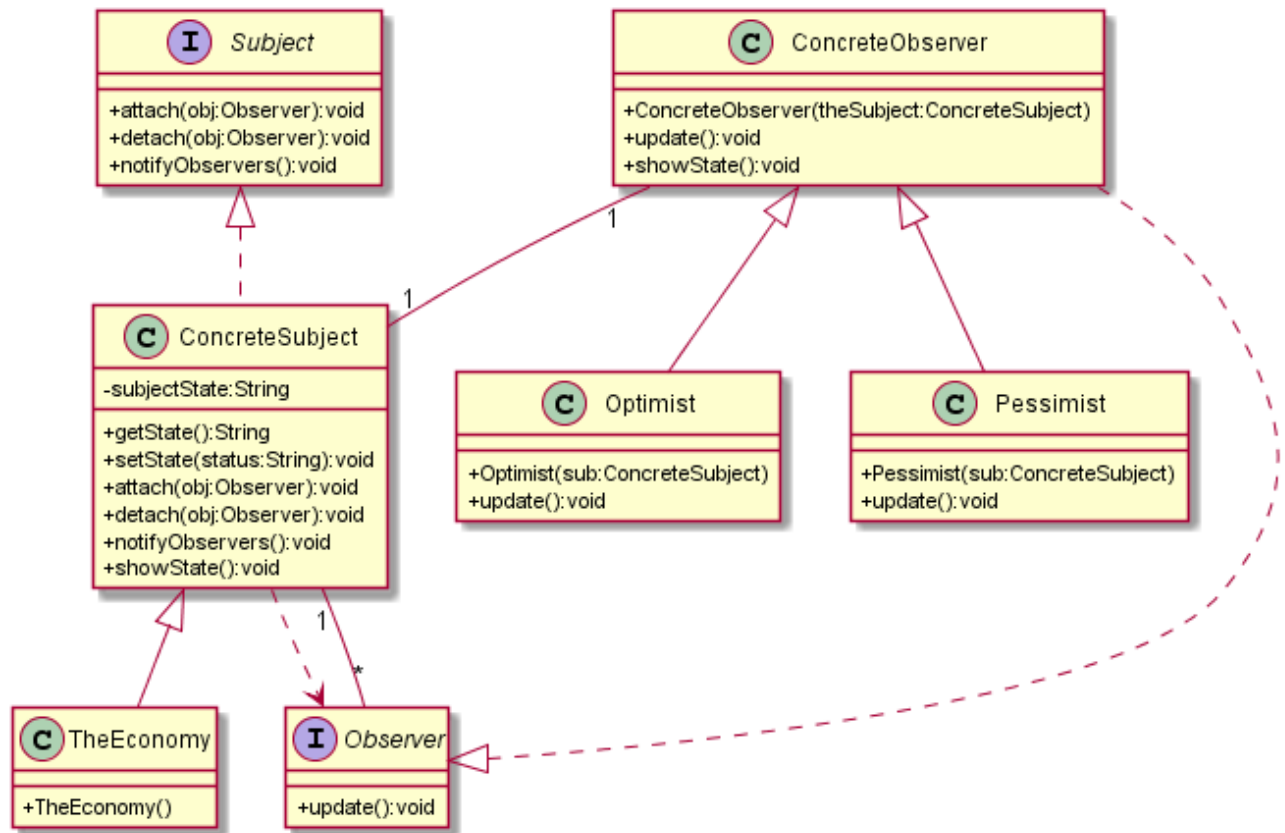 I Subject
+attach(obj:Observer):void
+detach(obj:Observer):void
+notifyObservers():void
C ConcreteObserver
+ConcreteObserver(theSubject:ConcreteSubject)
+update():void
+showState():void
1
1
C ConcreteSubject
-subjectState:String
+getState():String
+setState(status:String):void
+attach(obj:Observer):void
+detach(obj:Observer):void
+notifyObservers():void
+showState():void
C Optimist
+Optimist(sub:ConcreteSubject)
+update():void
C Pessimist
+Pessimist(sub:ConcreteSubject)
+update():void
1
*
C TheEconomy
+TheEconomy()
I Observer
+update():void